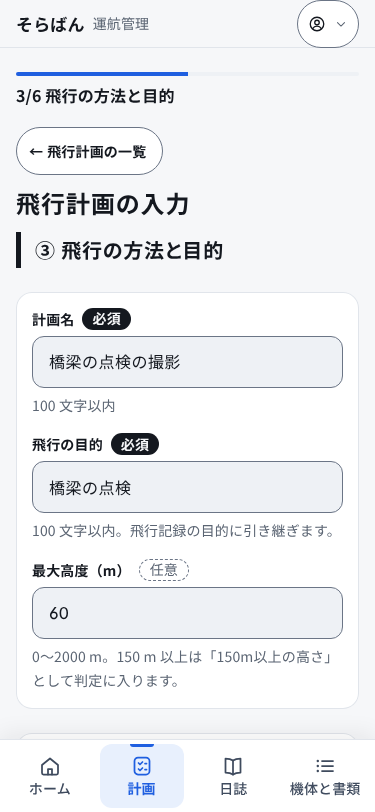 そらばん 運航管理
3/6 飛行の方法と目的
← 飛行計画の一覧
飛行計画の入力
③ 飛行の方法と目的
計画名 必須
橋梁の点検の撮影
100 文字以内
飛行の目的 必須
橋梁の点検
100 文字以内。飛行記録の目的に引き継ぎます。
最大高度（m） 任意
60
0〜2000 m。150 m 以上は「150m以上の高さ」
として判定に入ります。
ホーム 計画 日誌 機体と書類